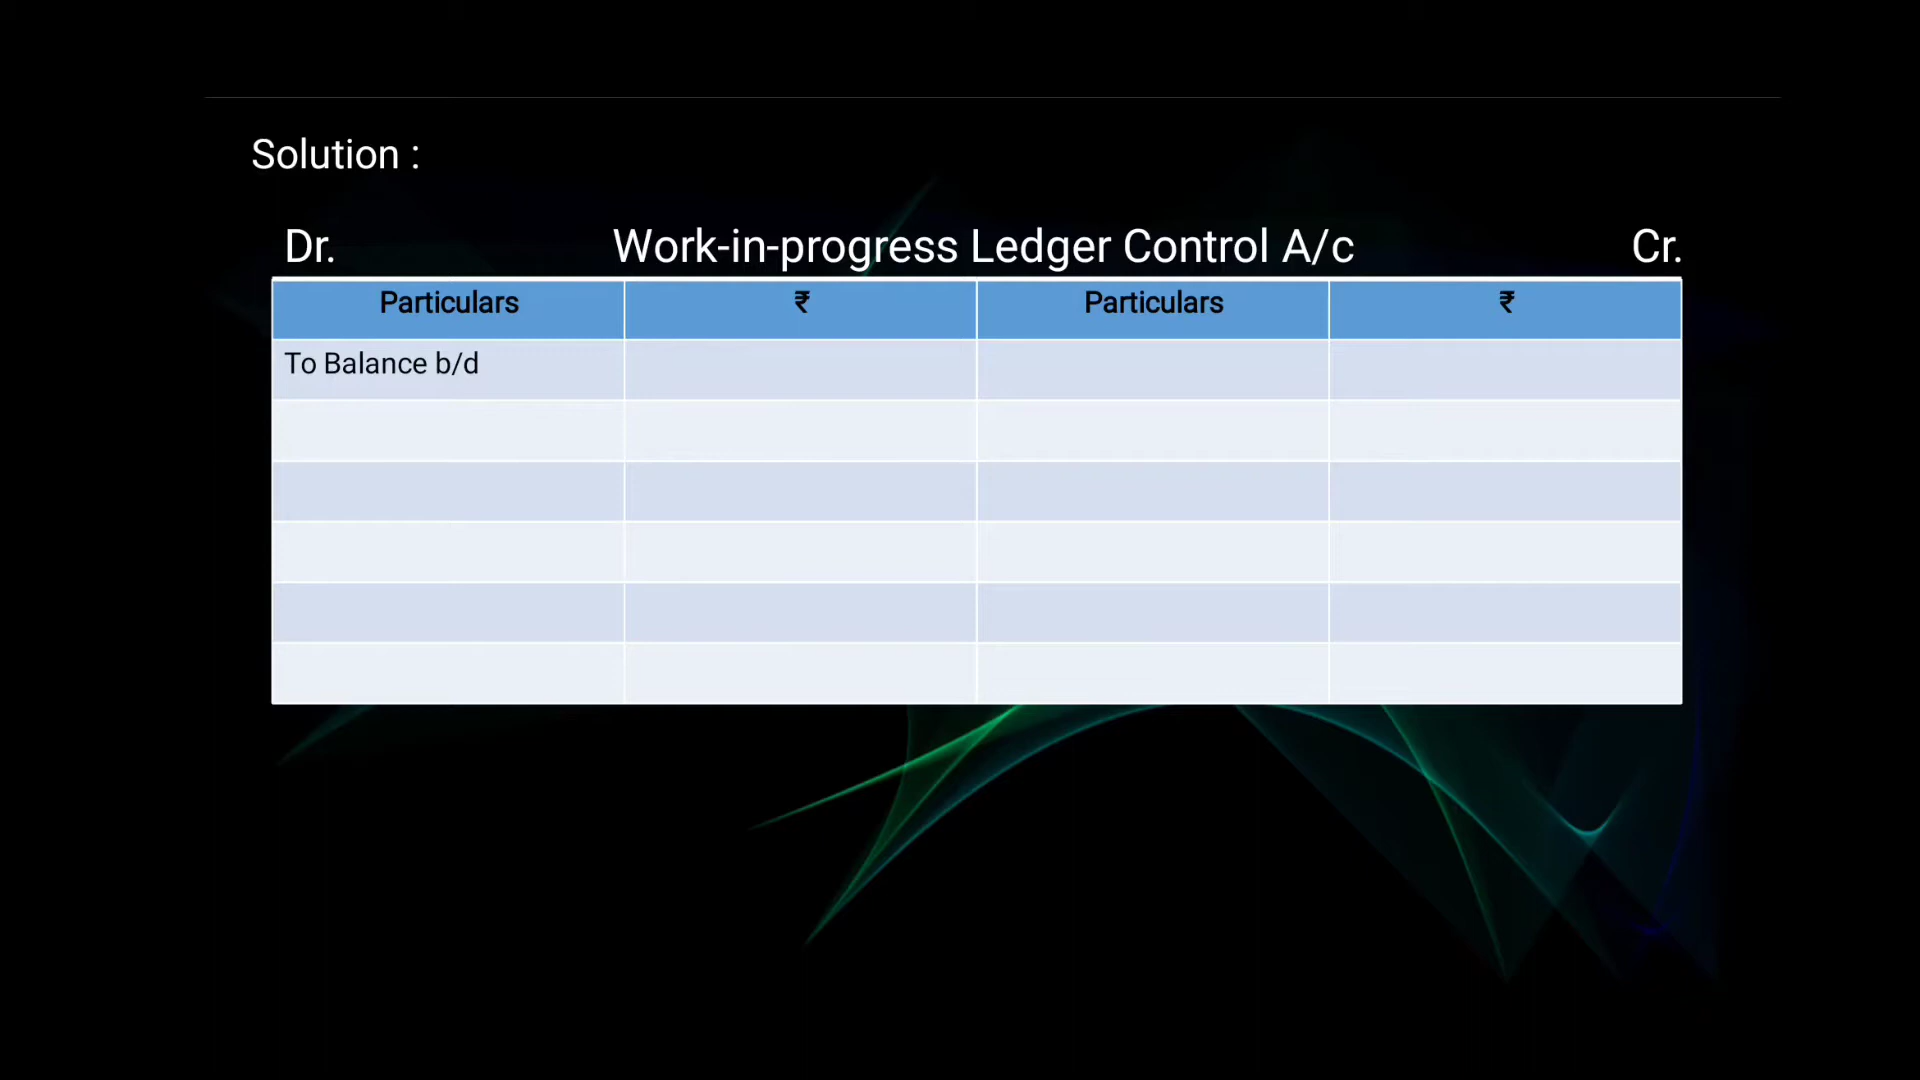 Solution :
Dr. Work-in-progress Ledger Control A/c Cr.
Particulars ₹ Particulars ₹
To Balance b/d